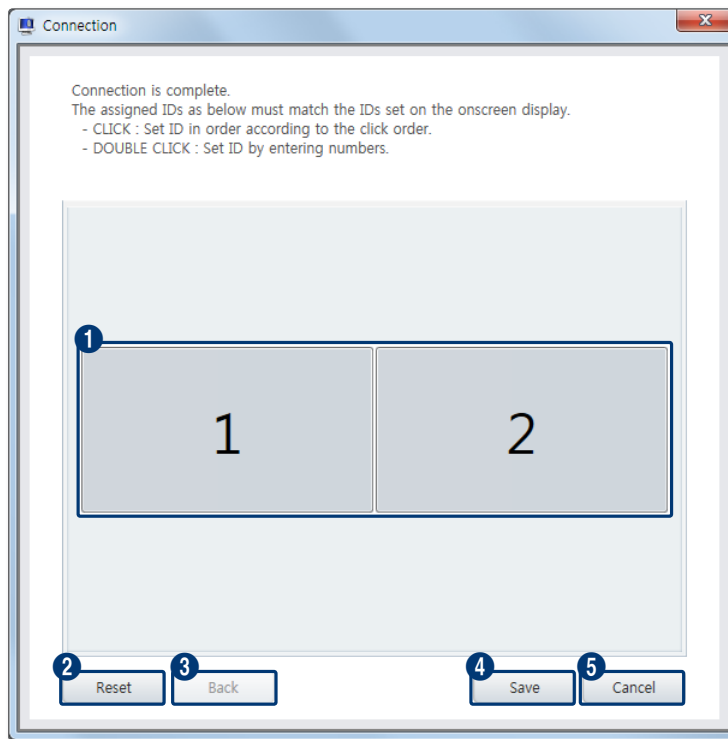 Connection
x
Connection is complete.
The assigned IDs as below must match the IDs set on the onscreen display.
- CLICK : Set ID in order according to the click order.
- DOUBLE CLICK : Set ID by entering numbers.
1
1 2
2 3 4 5
Reset Back Save Cancel